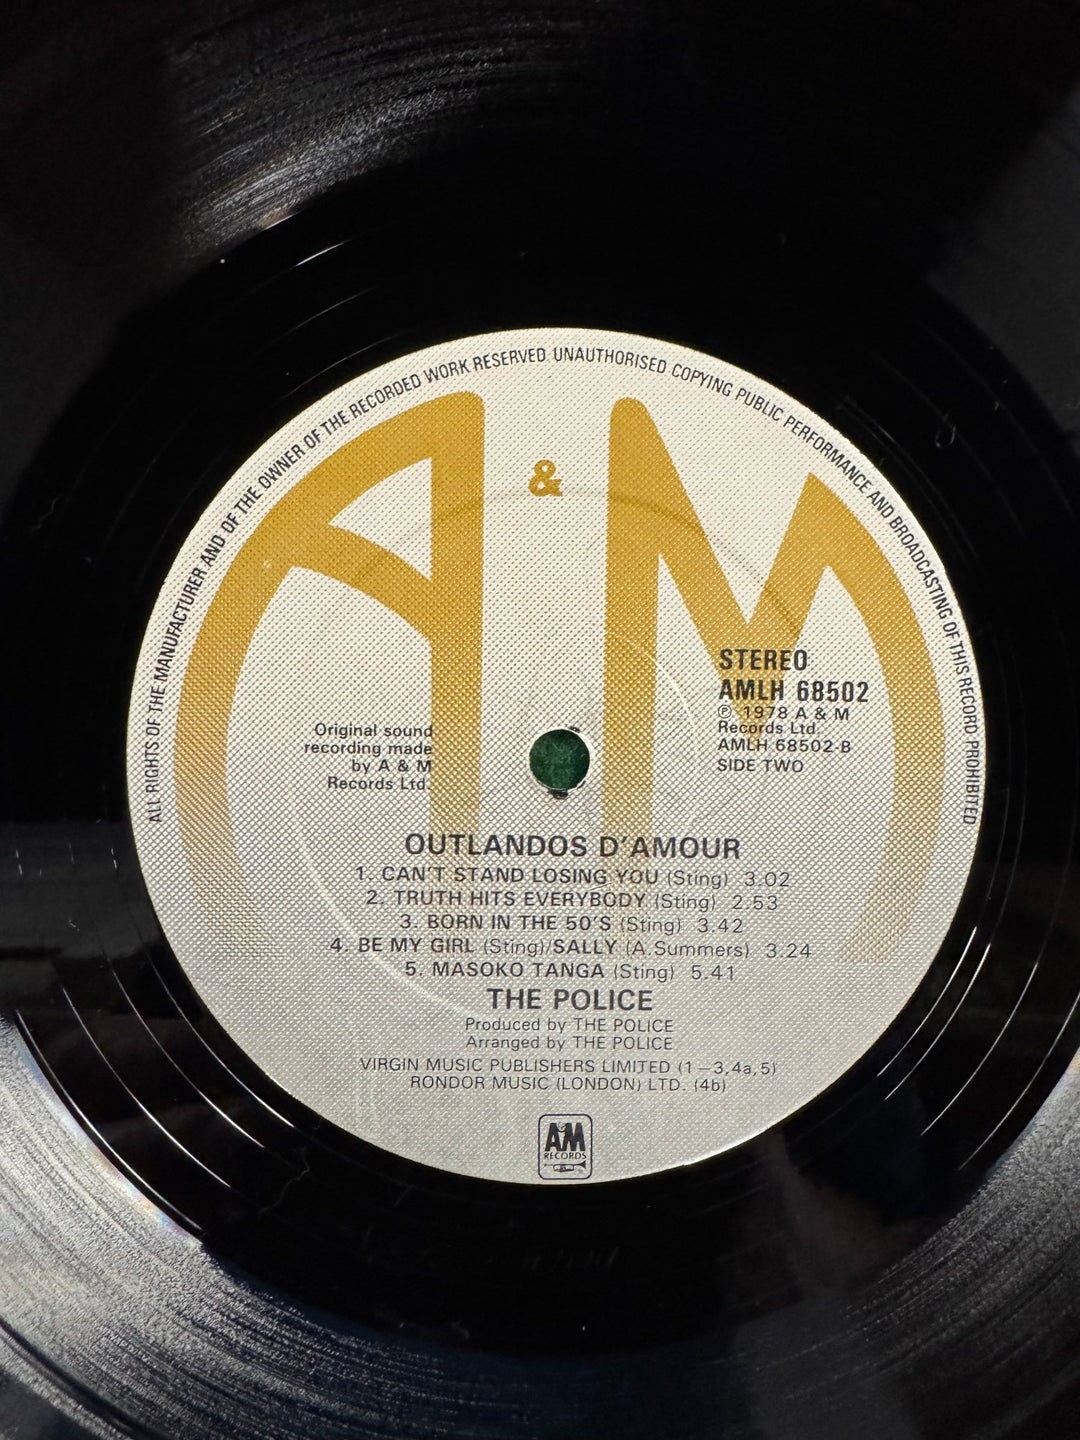 ALL RIGHTS OF THE MANUFACTURER AND OF THE OWNER OF THE RECORDED WORK RESERVED UNAUTHORISED COPYING PUBLIC PERFORMANCE AND BROADCASTING OF THIS RECORD PROHIBITED
A & M
STEREO
AMLH 68502
℗ 1978 A & M
Records Ltd.
AMLH 68502-B
SIDE TWO
Original sound
recording made
by A & M
Records Ltd.
OUTLANDOS D'AMOUR
1. CAN'T STAND LOSING YOU (Sting) 3.02
2. TRUTH HITS EVERYBODY (Sting) 2.53
3. BORN IN THE 50'S (Sting) 3.42
4. BE MY GIRL (Sting)/SALLY (A.Summers) 3.24
5. MASOKO TANGA (Sting) 5.41
THE POLICE
Produced by THE POLICE
Arranged by THE POLICE
VIRGIN MUSIC PUBLISHERS LIMITED (1–3,4a,5)
RONDOR MUSIC (LONDON) LTD. (4b)
AM
RECORDS